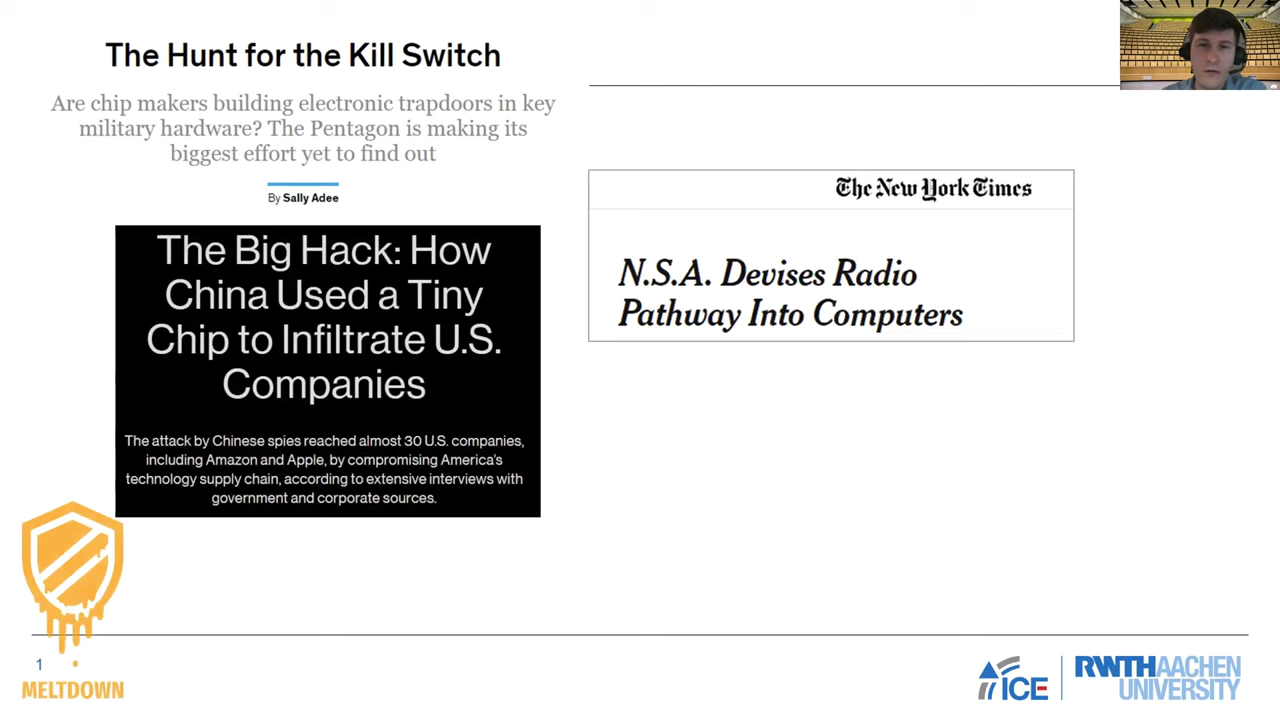 The Hunt for the Kill Switch
Are chip makers building electronic trapdoors in key
military hardware? The Pentagon is making its
biggest effort yet to find out
By Sally Adee
The Big Hack: How
China Used a Tiny
Chip to Infiltrate U.S.
Companies
The attack by Chinese spies reached almost 30 U.S. companies,
including Amazon and Apple, by compromising America's
technology supply chain, according to extensive interviews with
government and corporate sources.
The New York Times
N.S.A. Devises Radio
Pathway Into Computers
1
MELTDOWN
ICE
RWTHAACHEN
UNIVERSITY